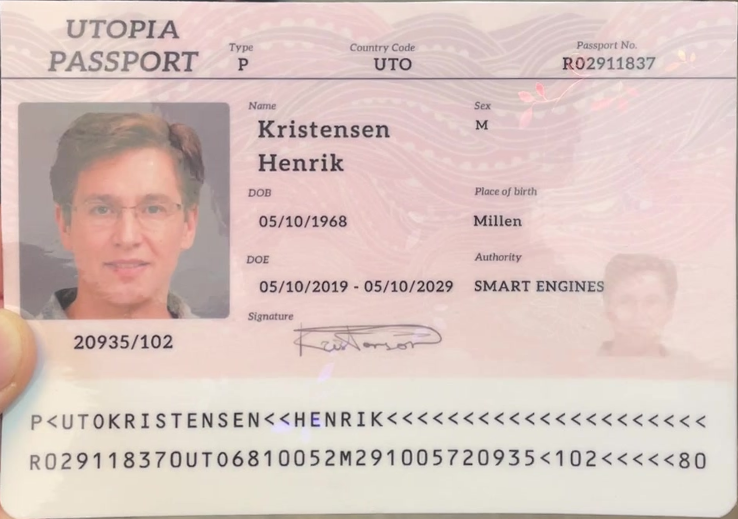 UTOPIA
PASSPORT
Type
P
Country Code
UTO
Passport No.
R02911837
Name
Kristensen
Henrik
Sex
M
DOB
05/10/1968
Place of birth
Millen
DOE
05/10/2019 - 05/10/2029
Authority
SMART ENGINES
Signature
20935/102
P<UTOKRISTENSEN<<HENRIK<<<<<<<<<<<<<<<<<<<<<
R029118370UTO6810052M291005720935<102<<<<<80